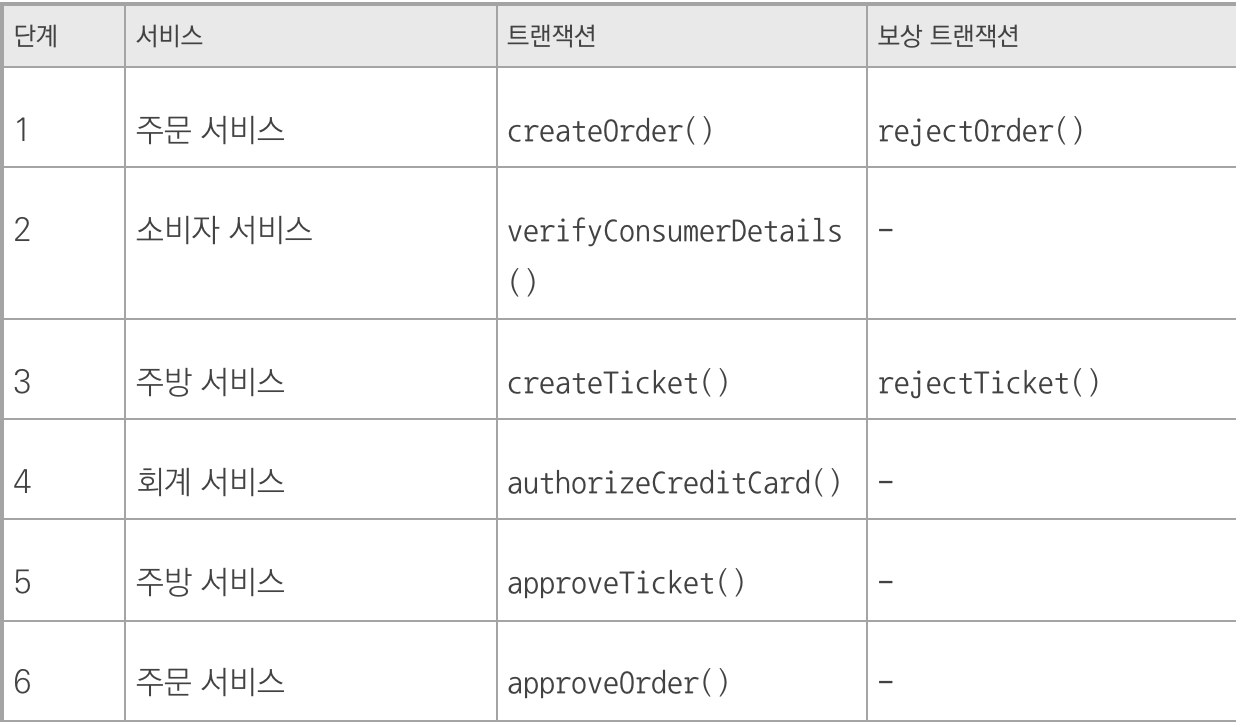 단계 서비스 트랜잭션 보상 트랜잭션
1 주문 서비스 createOrder() rejectOrder()
2 소비자 서비스 verifyConsumerDetails –
()
3 주방 서비스 createTicket() rejectTicket()
4 회계 서비스 authorizeCreditCard() –
5 주방 서비스 approveTicket() –
6 주문 서비스 approveOrder() –